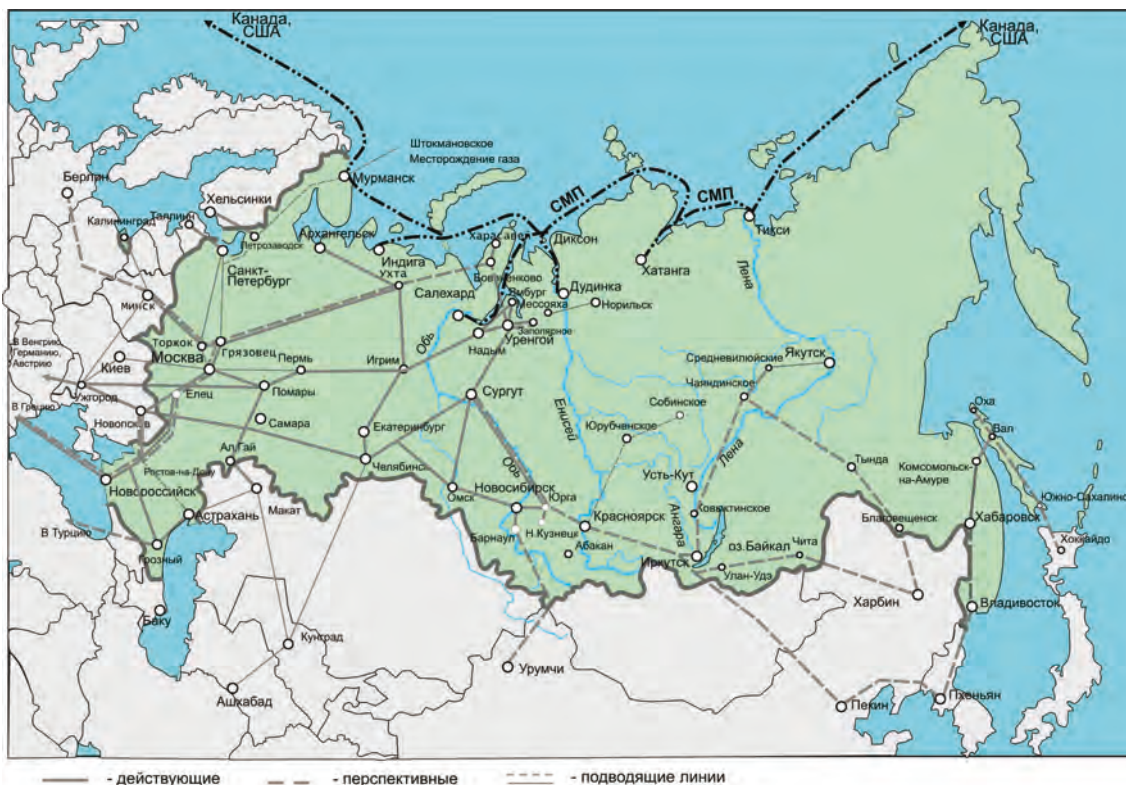 Канада,
США
Канада,
США
Штокмановское
Месторождение газа
Мурманск
СМП
СМП
Берлин
Хельсинки
Калининград
Таллинн
Петрозаводск
Архангельск
Индига
Харасавей
Диксон
Тикси
Хатанга
Лена
Санкт-
Петербург
Ухта
Бованенково
Ямбург
Мессояха
Дудинка
Норильск
Салехард
Минск
Заполярное
Уренгой
Надым
Обь
Торжок
Грязовец
В Венгрию,
Германию,
Австрию
Москва
Киев
Пермь
Игрим
Средневилюйские
Якутск
Чаяндинское
Ужгород
Елец
Помары
Сургут
Енисей
Собинское
Оха
В Грецию
Новопсков
Самара
Екатеринбург
Юрубченское
Лена
Вал
Ал.Гай
Ростов-на-Дону
Челябинск
Обь
Усть-Кут
Тында
Комсомольск-
на-Амуре
Новороссийск
Макат
Омск
Новосибирск
Юрга
Ковыктинское
Южно-Сахалинск
Астрахань
Красноярск
Ангара
Благовещенск
Хабаровск
В Турцию
Барнаул
Н.Кузнецк
Абакан
оз.Байкал
Чита
Хоккайдо
Грозный
Иркутск
Улан-Удэ
Харбин
Владивосток
Баку
Кунград
Урумчи
Ашхабад
Пекин
Пхеньян
- действующие - перспективные - подводящие линии